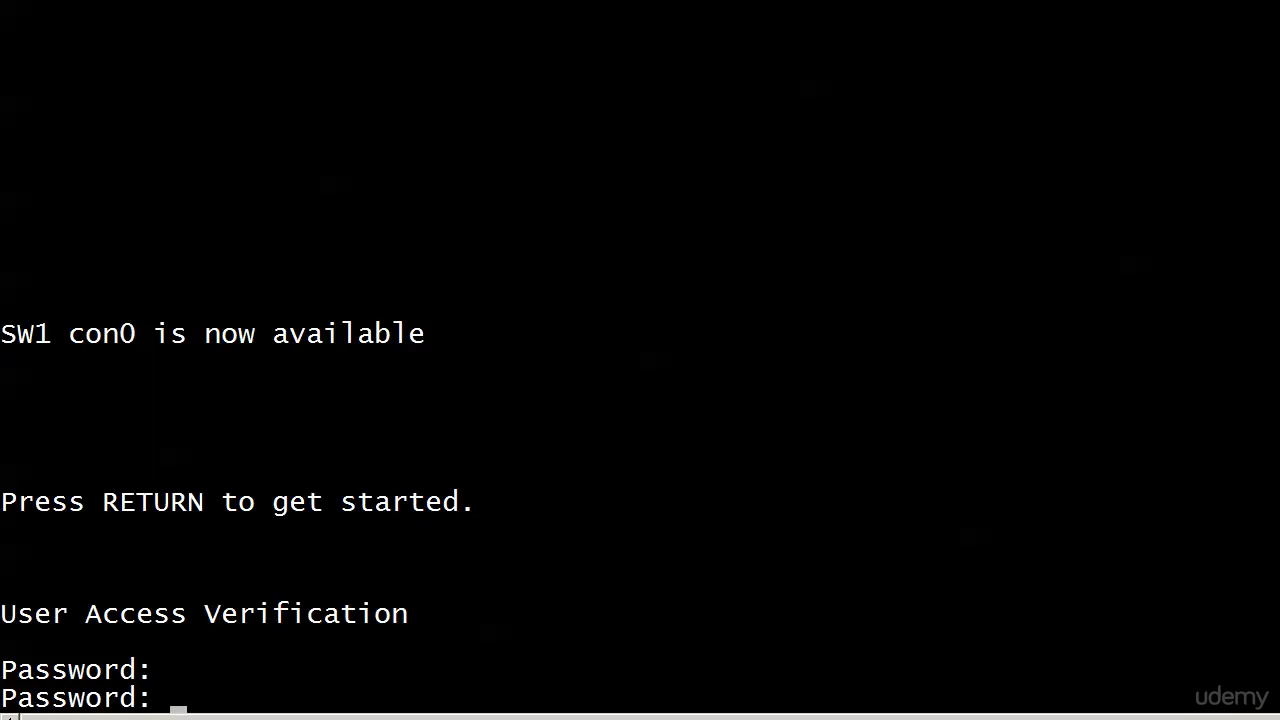 SW1 con0 is now available
Press RETURN to get started.
User Access Verification
Password:
Password:
udemy